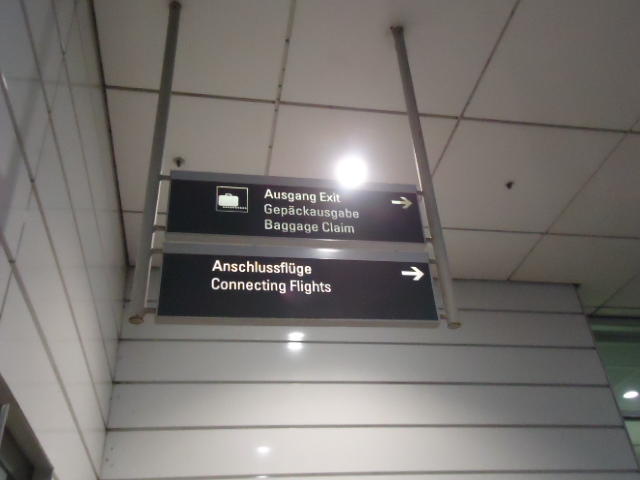 Ausgang Exit
Gepäckausgabe
Baggage Claim
Anschlussflüge
Connecting Flights